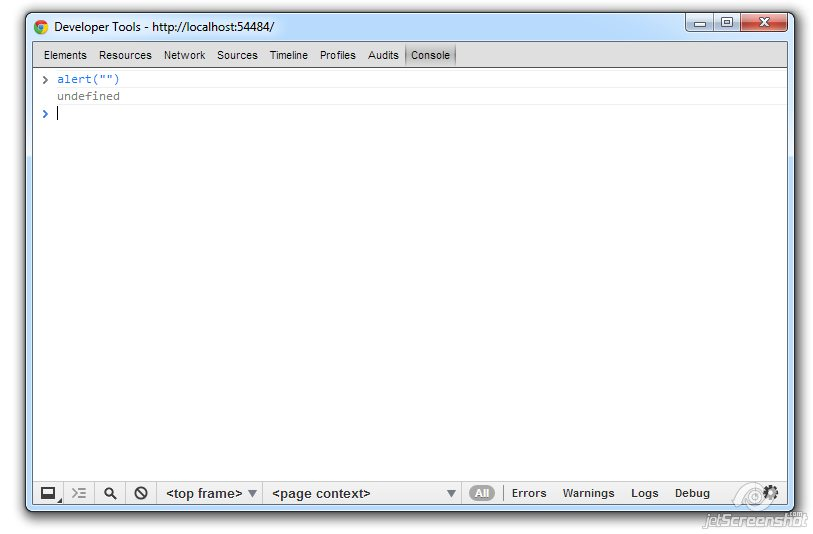 Developer Tools - http://localhost:54484/
Elements Resources Network Sources Timeline Profiles Audits Console
alert("")
undefined
<top frame> <page context> All Errors Warnings Logs Debug
jetScreenshot.com